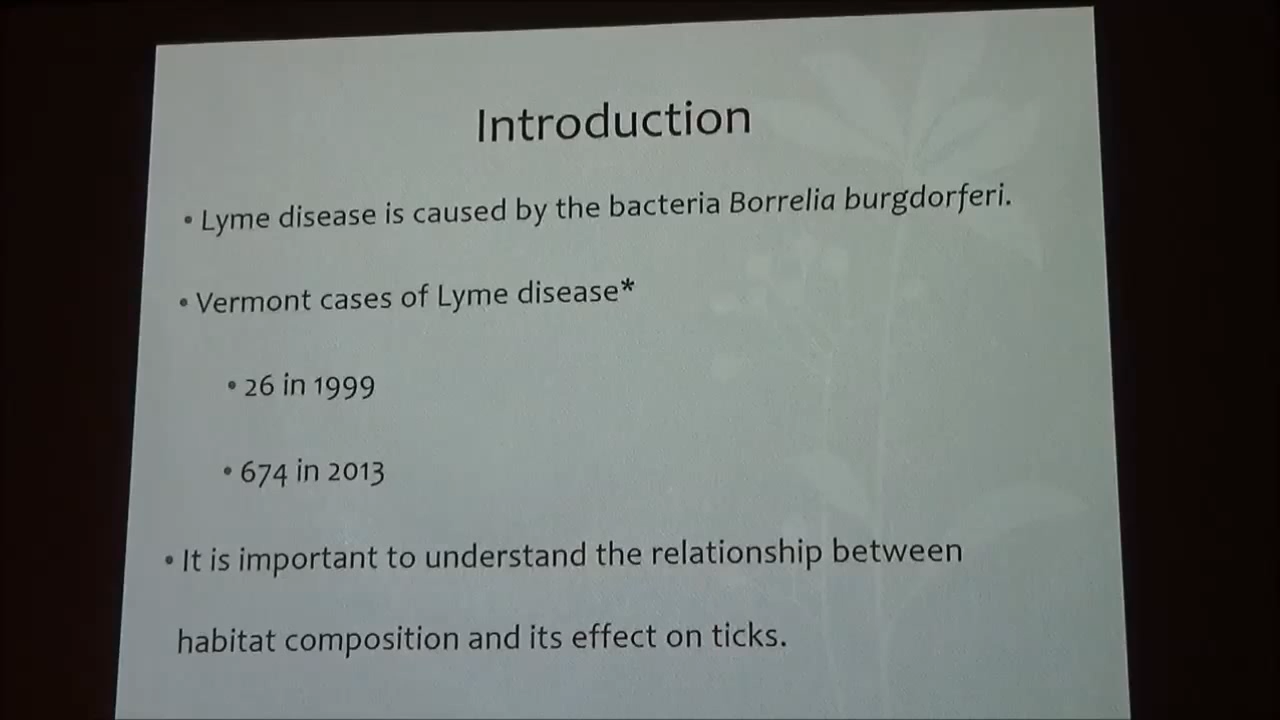 Introduction
• Lyme disease is caused by the bacteria Borrelia burgdorferi.
• Vermont cases of Lyme disease*
• 26 in 1999
• 674 in 2013
• It is important to understand the relationship between
habitat composition and its effect on ticks.